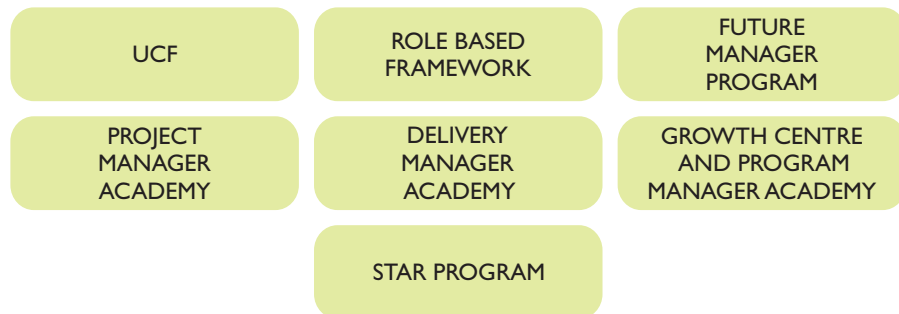 UCF
ROLE BASED
FRAMEWORK
FUTURE
MANAGER
PROGRAM
PROJECT
MANAGER
ACADEMY
DELIVERY
MANAGER
ACADEMY
GROWTH CENTRE
AND PROGRAM
MANAGER ACADEMY
STAR PROGRAM